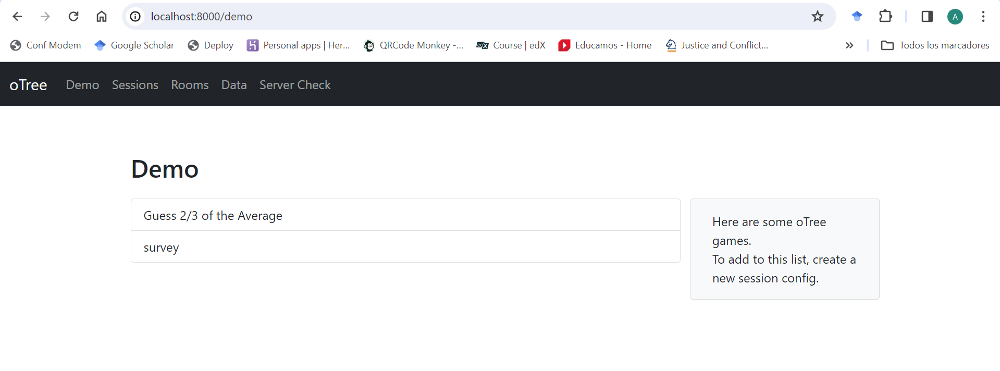 localhost:8000/demo
A
Conf Modem Google Scholar Deploy Personal apps | Her... QRCode Monkey -... edX Course | edX Educamos - Home Justice and Conflict... » Todos los marcadores
oTree Demo Sessions Rooms Data Server Check
Demo
Guess 2/3 of the Average
survey
Here are some oTree
games.
To add to this list, create a
new session config.